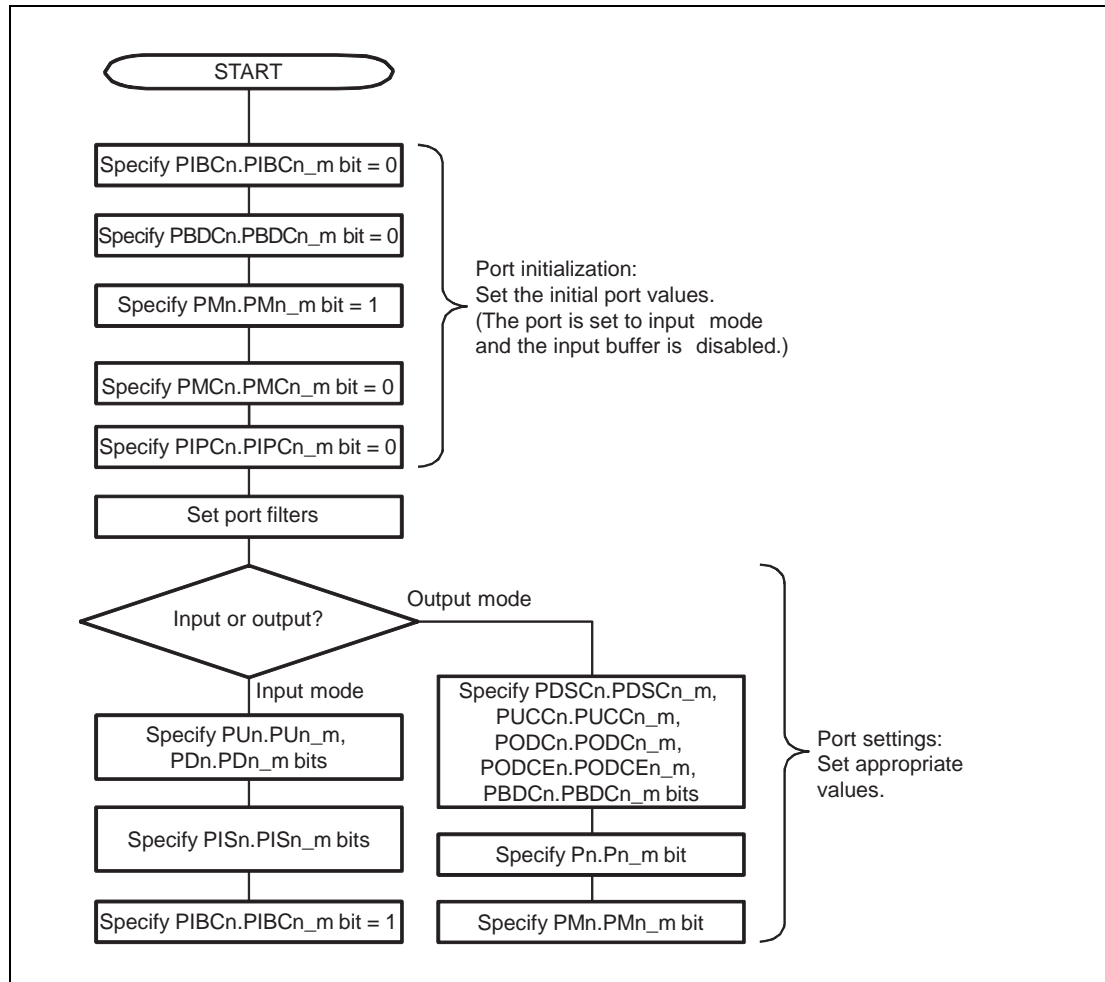 START
Specify PIBCn.PIBCn_m bit = 0
Specify PBDCn.PBDCn_m bit = 0
Specify PMn.PMn_m bit = 1
Specify PMCn.PMCn_m bit = 0
Specify PIPCn.PIPCn_m bit = 0
Port initialization:
Set the initial port values.
(The port is set to input mode
and the input buffer is disabled.)
Set port filters
Input or output?
Output mode
Input mode
Specify PUn.PUn_m,
PDn.PDn_m bits
Specify PISn.PISn_m bits
Specify PIBCn.PIBCn_m bit = 1
Specify PDSCn.PDSCn_m,
PUCCn.PUCCn_m,
PODCn.PODCn_m,
PODCEn.PODCEn_m,
PBDCn.PBDCn_m bits
Specify Pn.Pn_m bit
Specify PMn.PMn_m bit
Port settings:
Set appropriate
values.